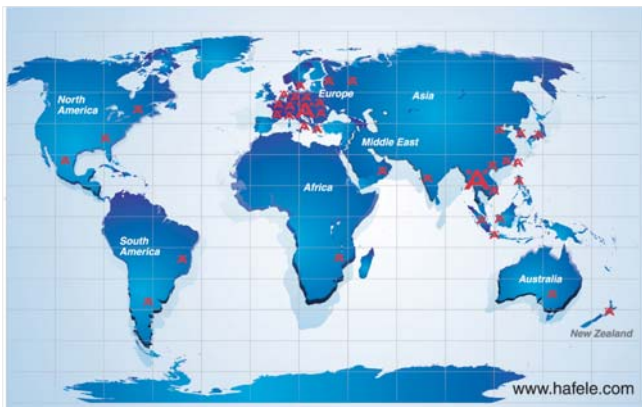 North
America
Europe
Asia
Middle East
Africa
South
America
Australia
New Zealand
www.hafele.com